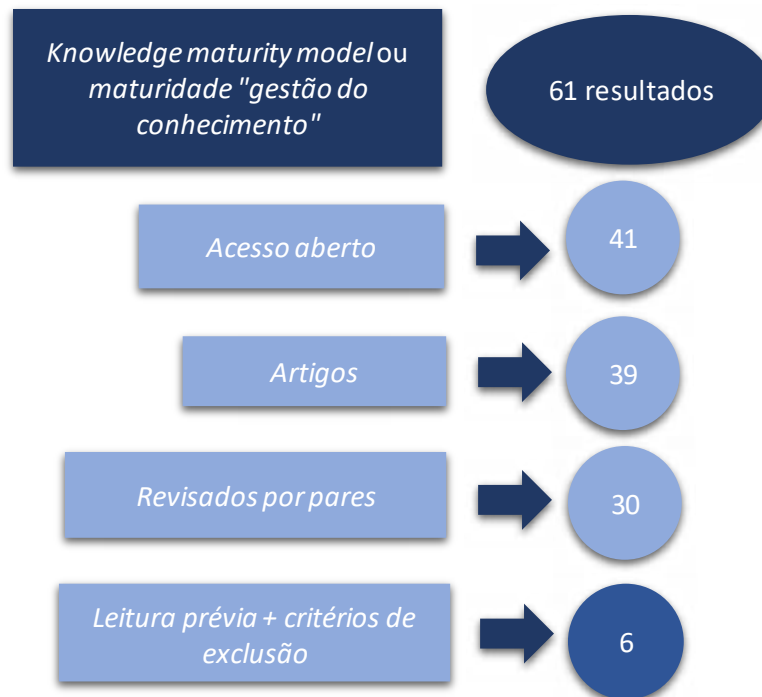 Knowledge maturity model ou
maturidade "gestão do
conhecimento"
61 resultados
Acesso aberto
41
Artigos
39
Revisados por pares
30
Leitura prévia + critérios de
exclusão
6